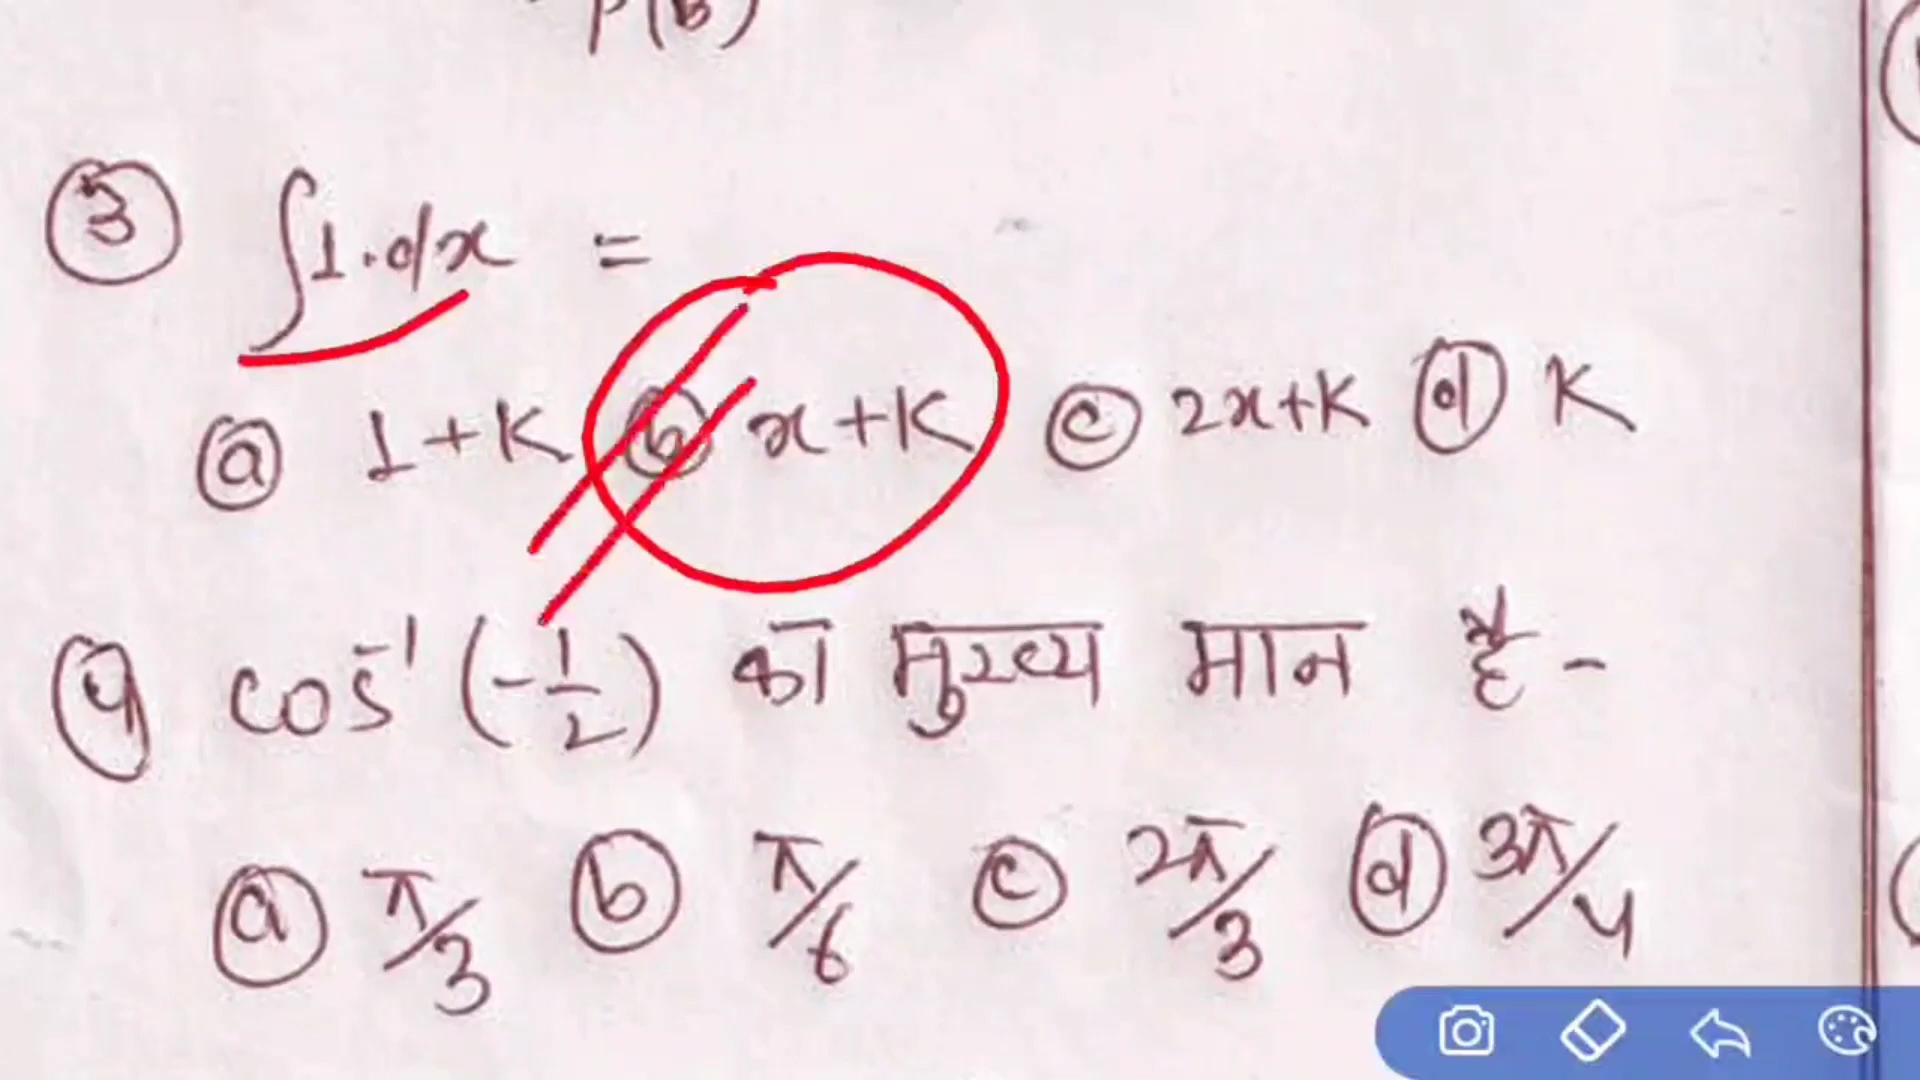 P(B)
③ ∫1.dx =
ⓐ 1+K ⓑ x+K ⓒ 2x+K ⓓ K
④ cos⁻¹(-1/2) का मुख्य मान है-
ⓐ π/3 ⓑ π/6 ⓒ 2π/3 ⓓ 3π/4